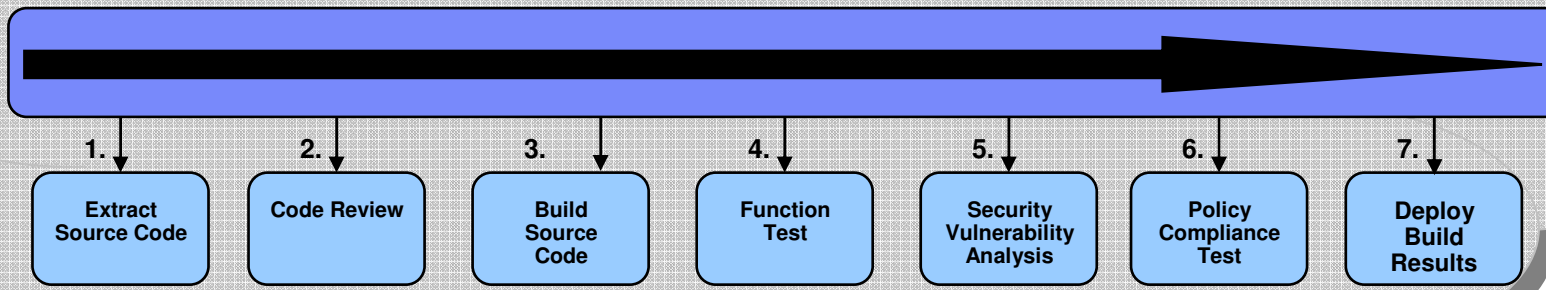 1.
Extract
Source Code
2.
Code Review
3.
Build
Source
Code
4.
Function
Test
5.
Security
Vulnerability
Analysis
6.
Policy
Compliance
Test
7.
Deploy
Build
Results